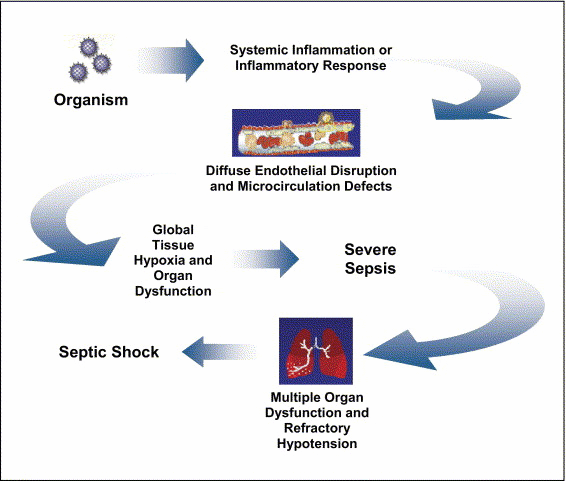 Organism
Systemic Inflammation or
Inflammatory Response
Diffuse Endothelial Disruption
and Microcirculation Defects
Global
Tissue
Hypoxia and
Organ
Dysfunction
Severe
Sepsis
Multiple Organ
Dysfunction and
Refractory
Hypotension
Septic Shock